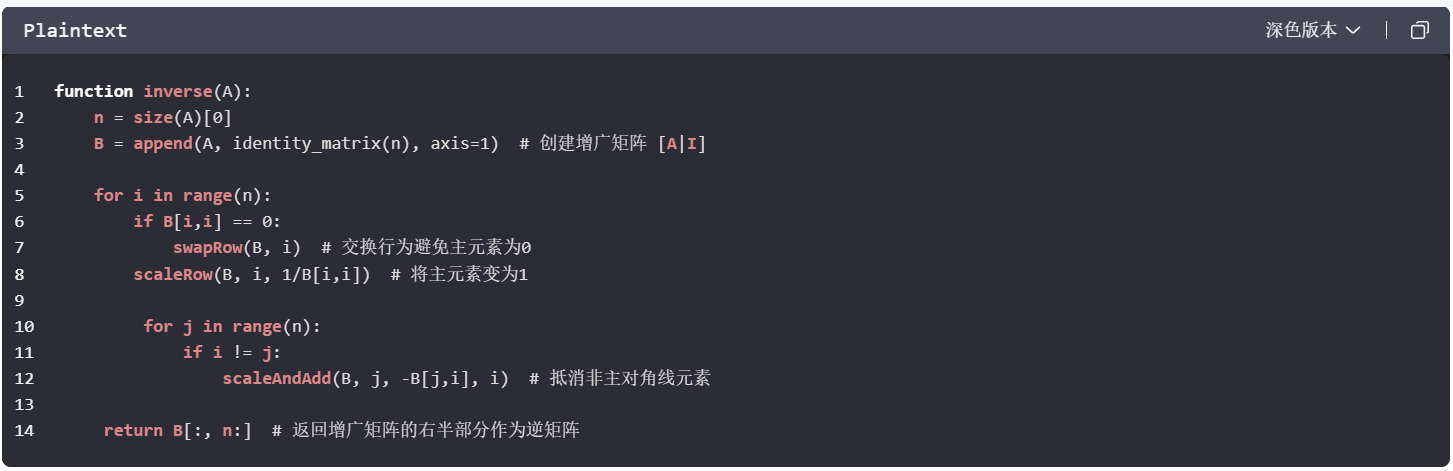 Plaintext
深色版本
1 function inverse(A):
2     n = size(A)[0]
3     B = append(A, identity_matrix(n), axis=1)  # 创建增广矩阵 [A|I]
4
5     for i in range(n):
6         if B[i,i] == 0:
7             swapRow(B, i)  # 交换行为避免主元素为0
8         scaleRow(B, i, 1/B[i,i])  # 将主元素变为1
9
10          for j in range(n):
11              if i != j:
12                  scaleAndAdd(B, j, -B[j,i], i)  # 抵消非主对角线元素
13
14      return B[:, n:]  # 返回增广矩阵的右半部分作为逆矩阵